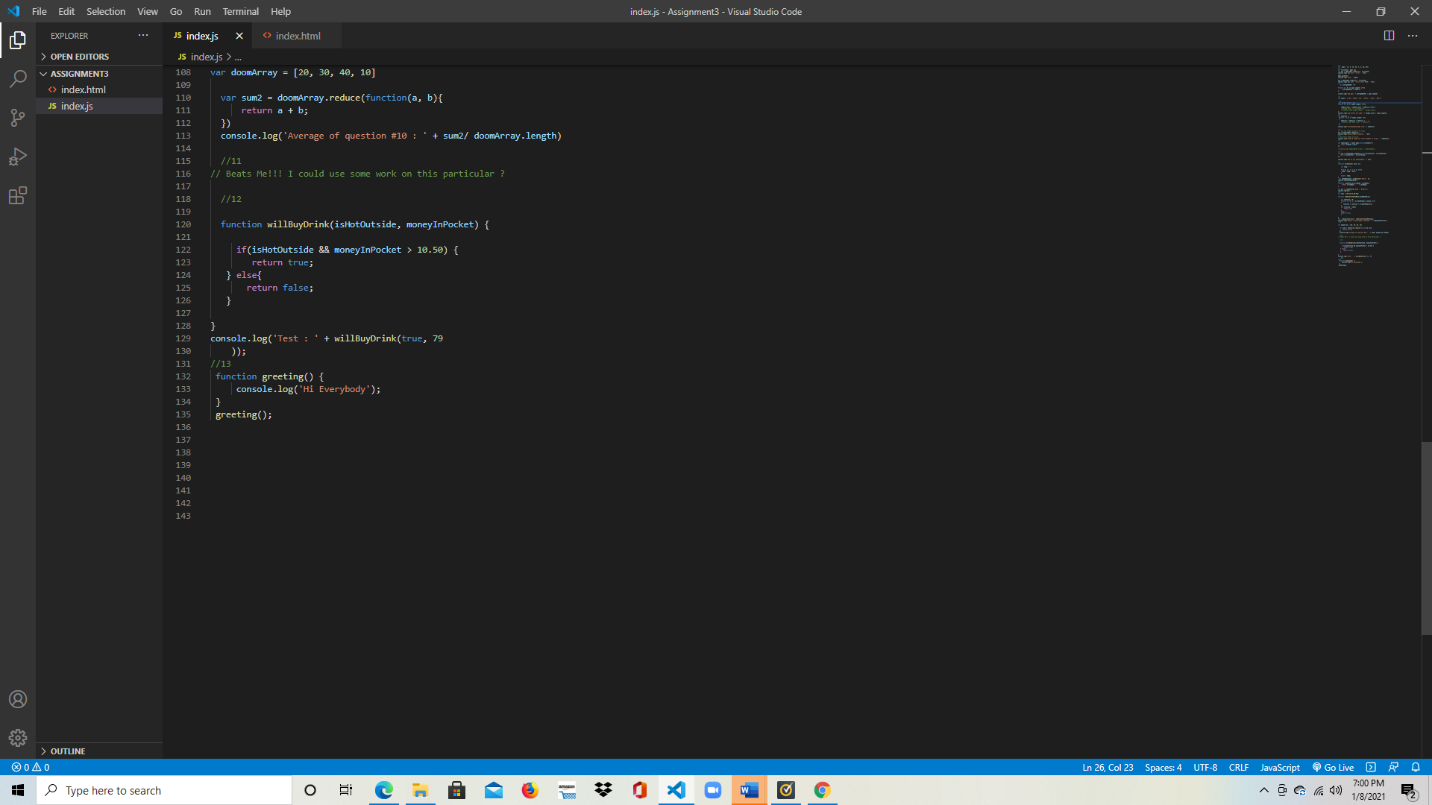 File Edit Selection View Go Run Terminal Help
index.js - Assignment3 - Visual Studio Code
EXPLORER
OPEN EDITORS
ASSIGNMENT3
index.html
JS index.js
OUTLINE
JS index.js
index.html
JS index.js > ...
108 var doomArray = [20, 30, 40, 10]
109
110 var sum2 = doomArray.reduce(function(a, b){
111 return a + b;
112 })
113 console.log('Average of question #10 : ' + sum2/ doomArray.length)
114
115 //11
116 // Beats Me!!! I could use some work on this particular ?
117
118 //12
119
120 function willBuyDrink(isHotOutside, moneyInPocket) {
121
122 if(isHotOutside && moneyInPocket > 10.50) {
123 return true;
124 } else{
125 return false;
126 }
127
128 }
129 console.log('Test : ' + willBuyDrink(true, 79
130 ));
131 //13
132 function greeting() {
133 console.log('Hi Everybody');
134 }
135 greeting();
136
137
138
139
140
141
142
143
0 0
Ln 26, Col 23 Spaces: 4 UTF-8 CRLF JavaScript Go Live
Type here to search
7:00 PM
1/8/2021
2